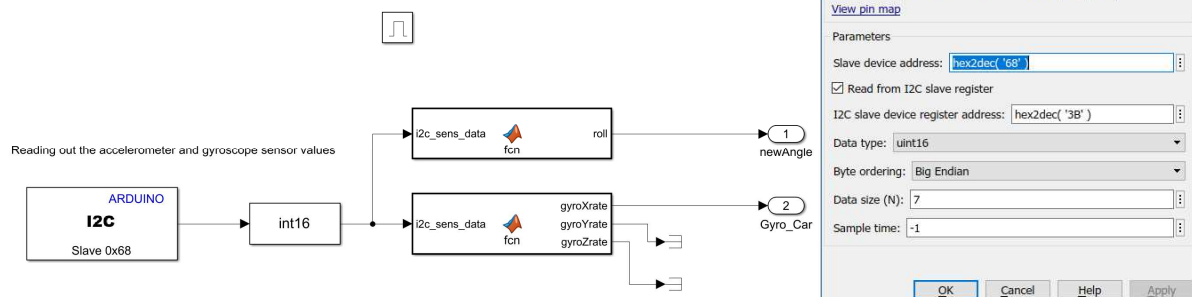 Reading out the accelerometer and gyroscope sensor values
ARDUINO
I2C
Slave 0x68
int16
i2c_sens_data
fcn
roll
1
newAngle
i2c_sens_data
fcn
gyroXrate
gyroYrate
gyroZrate
2
Gyro_Car
View pin map
Parameters
Slave device address: hex2dec( '68' )
Read from I2C slave register
I2C slave device register address: hex2dec( '3B' )
Data type: uint16
Byte ordering: Big Endian
Data size (N): 7
Sample time: -1
OK Cancel Help Apply